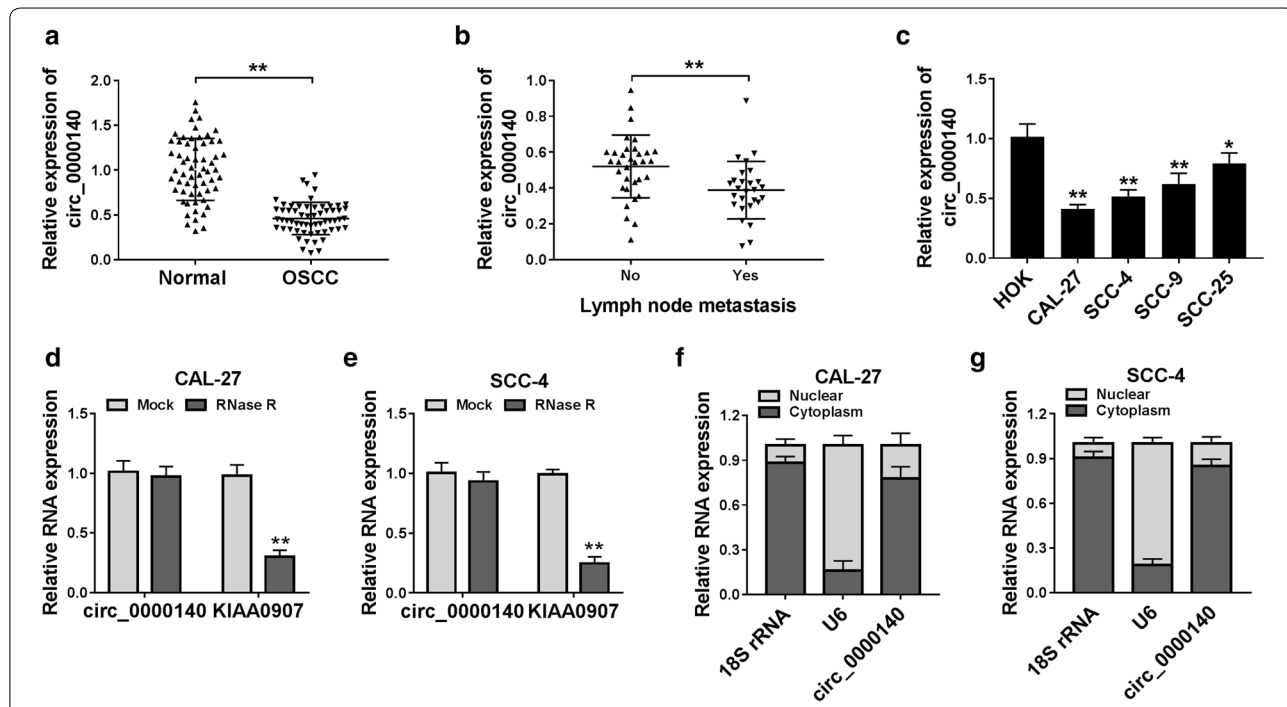 a
Relative expression of
circ_0000140
2.0
1.5
1.0
0.5
0.0
**
Normal
OSCC
b
Relative expression of
circ_0000140
1.0
0.8
0.6
0.4
0.2
0.0
**
No
Yes
Lymph node metastasis
c
Relative expression of
circ_0000140
1.5
1.0
0.5
0.0
**
**
**
*
HOK
CAL-27
SCC-4
SCC-9
SCC-25
d
CAL-27
Mock
RNase R
Relative RNA expression
1.5
1.0
0.5
0.0
**
circ_0000140
KIAA0907
e
SCC-4
Mock
RNase R
Relative RNA expression
1.5
1.0
0.5
0.0
**
circ_0000140
KIAA0907
f
CAL-27
Nuclear
Cytoplasm
Relative RNA expression
1.2
0.9
0.6
0.3
0.0
18S rRNA
U6
circ_0000140
g
SCC-4
Nuclear
Cytoplasm
Relative RNA expression
1.2
0.9
0.6
0.3
0.0
18S rRNA
U6
circ_0000140